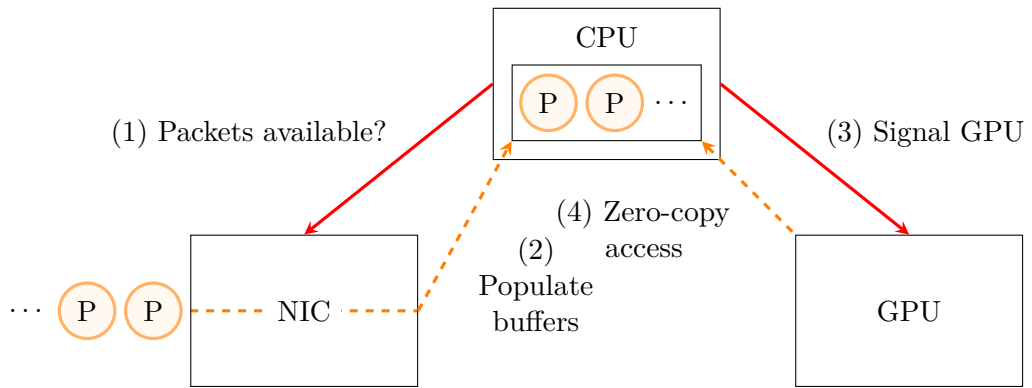 CPU
P P ···
(1) Packets available?
(3) Signal GPU
(4) Zero-copy
access
(2)
Populate
buffers
··· P P
NIC
GPU